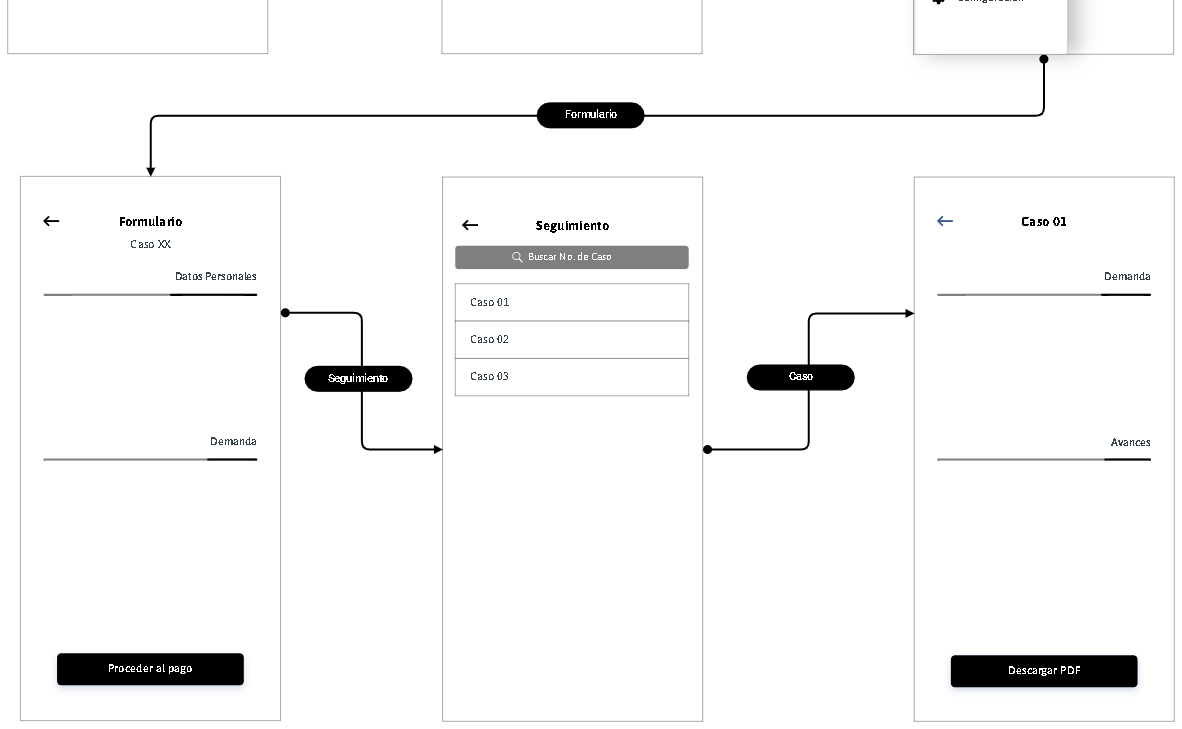 Configuración
Formulario
Formulario
Caso XX
Datos Personales
Demanda
Proceder al pago
Seguimiento
Seguimiento
Buscar No. de Caso
Caso 01
Caso 02
Caso 03
Caso
Caso 01
Demanda
Avances
Descargar PDF